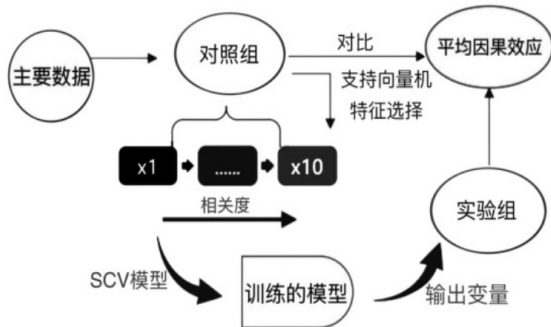 主要数据
对照组
对比
平均因果效应
支持向量机
特征选择
x1
......
x10
相关度
实验组
SCV模型
训练的模型
输出变量